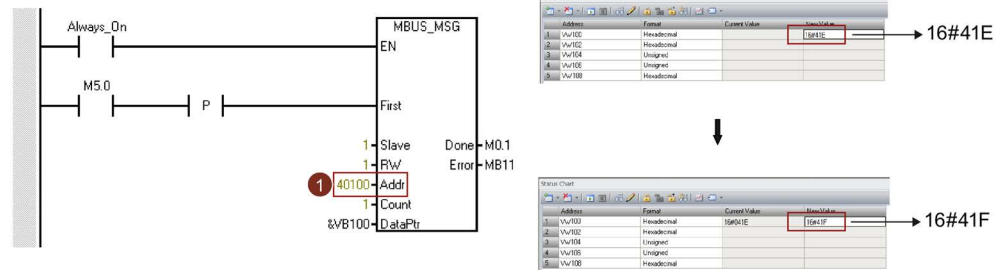 Always_On
MBUS_MSG
EN
M5.0
P
First
1 Slave Done M0.1
1 RW Error MB11
1 40100 Addr
1 Count
&VB100 DataPtr
Address Format Current Value New Value
1 VW100 Hexadecimal 16#41E
2 VW102 Hexadecimal
3 VW104 Unsigned
4 VW106 Unsigned
5 VW108 Hexadecimal
16#41E
Status Chart
Address Format Current Value New Value
1 VW100 Hexadecimal 16#041E 16#41F
2 VW102 Hexadecimal
3 VW104 Unsigned
4 VW106 Unsigned
5 VW108 Hexadecimal
16#41F